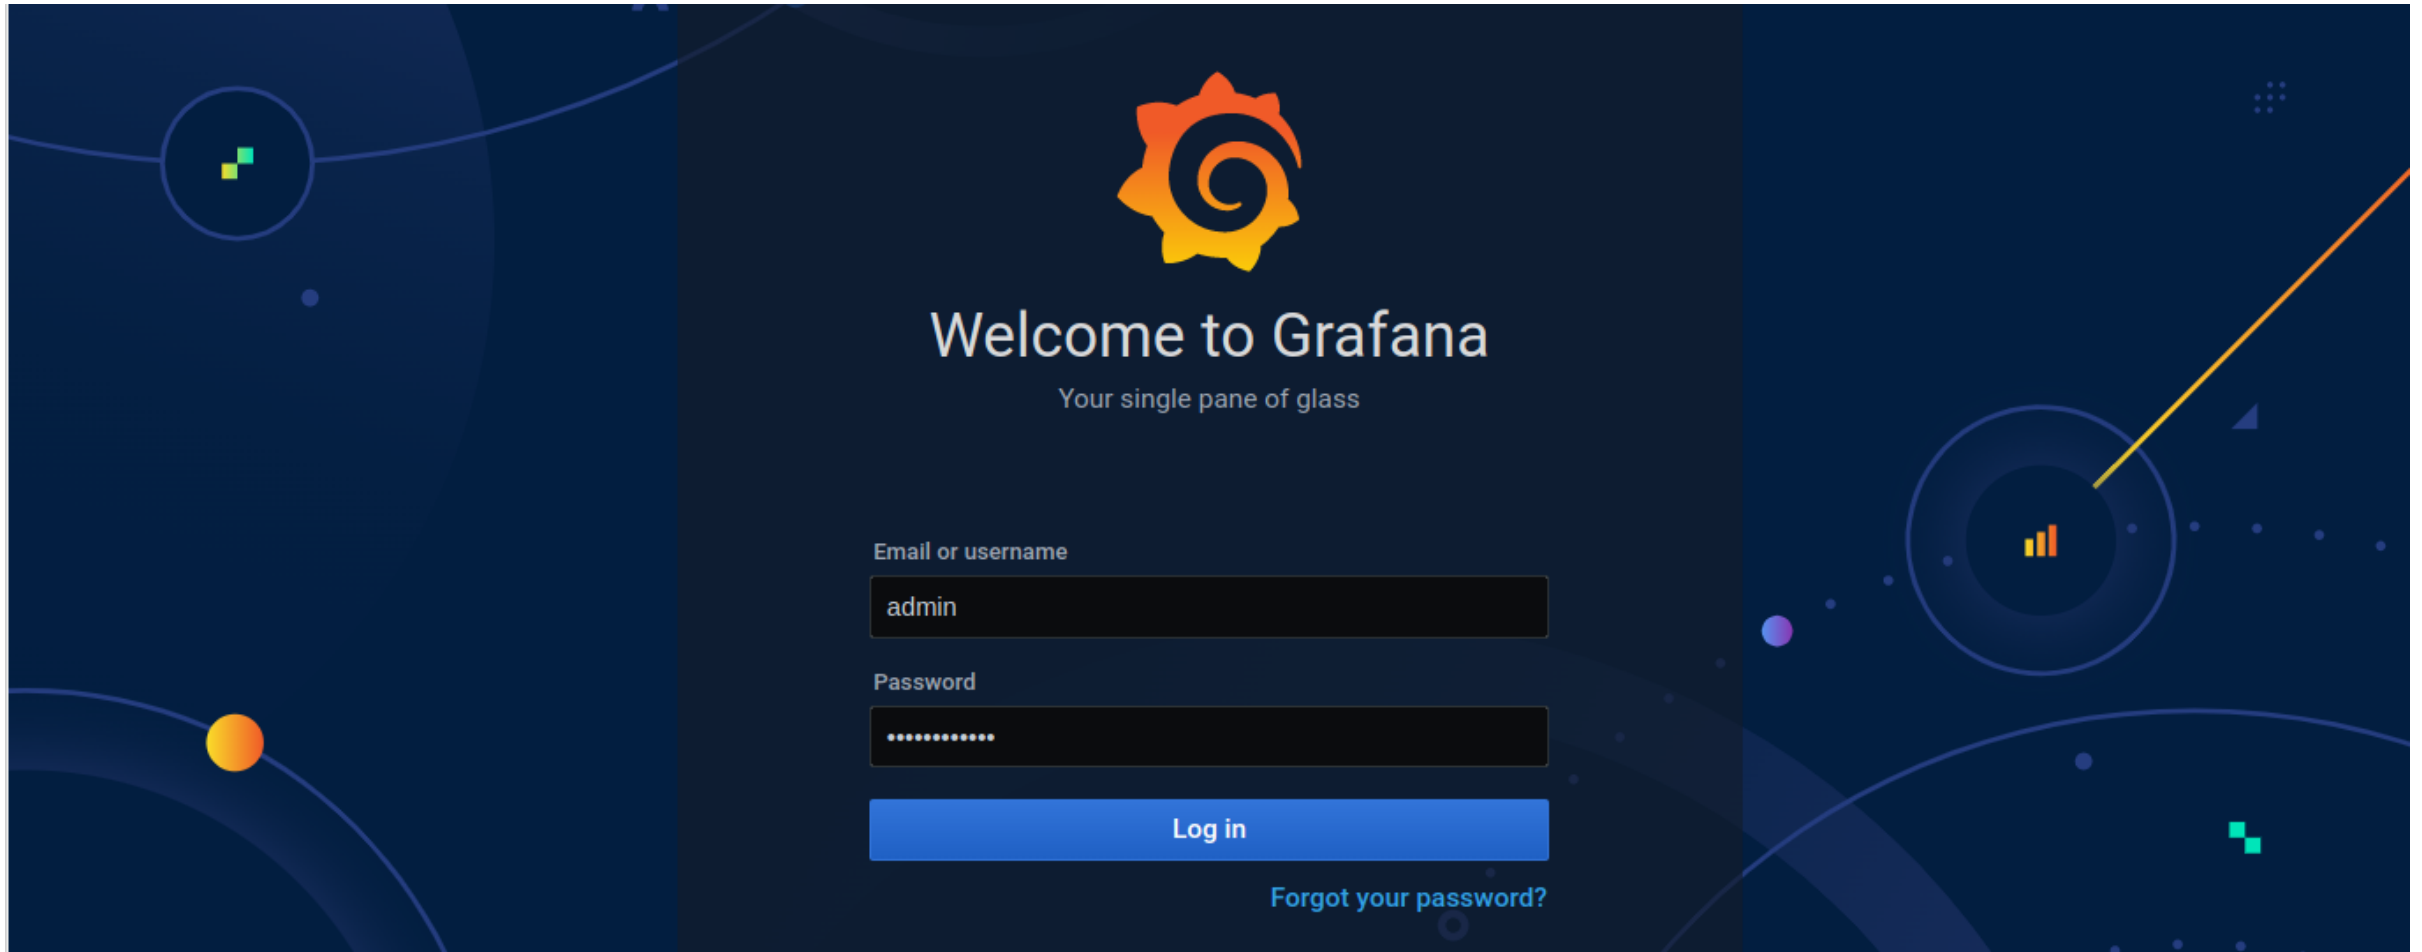 Welcome to Grafana
Your single pane of glass
Email or username
admin
Password
••••••••••••
Log in
Forgot your password?